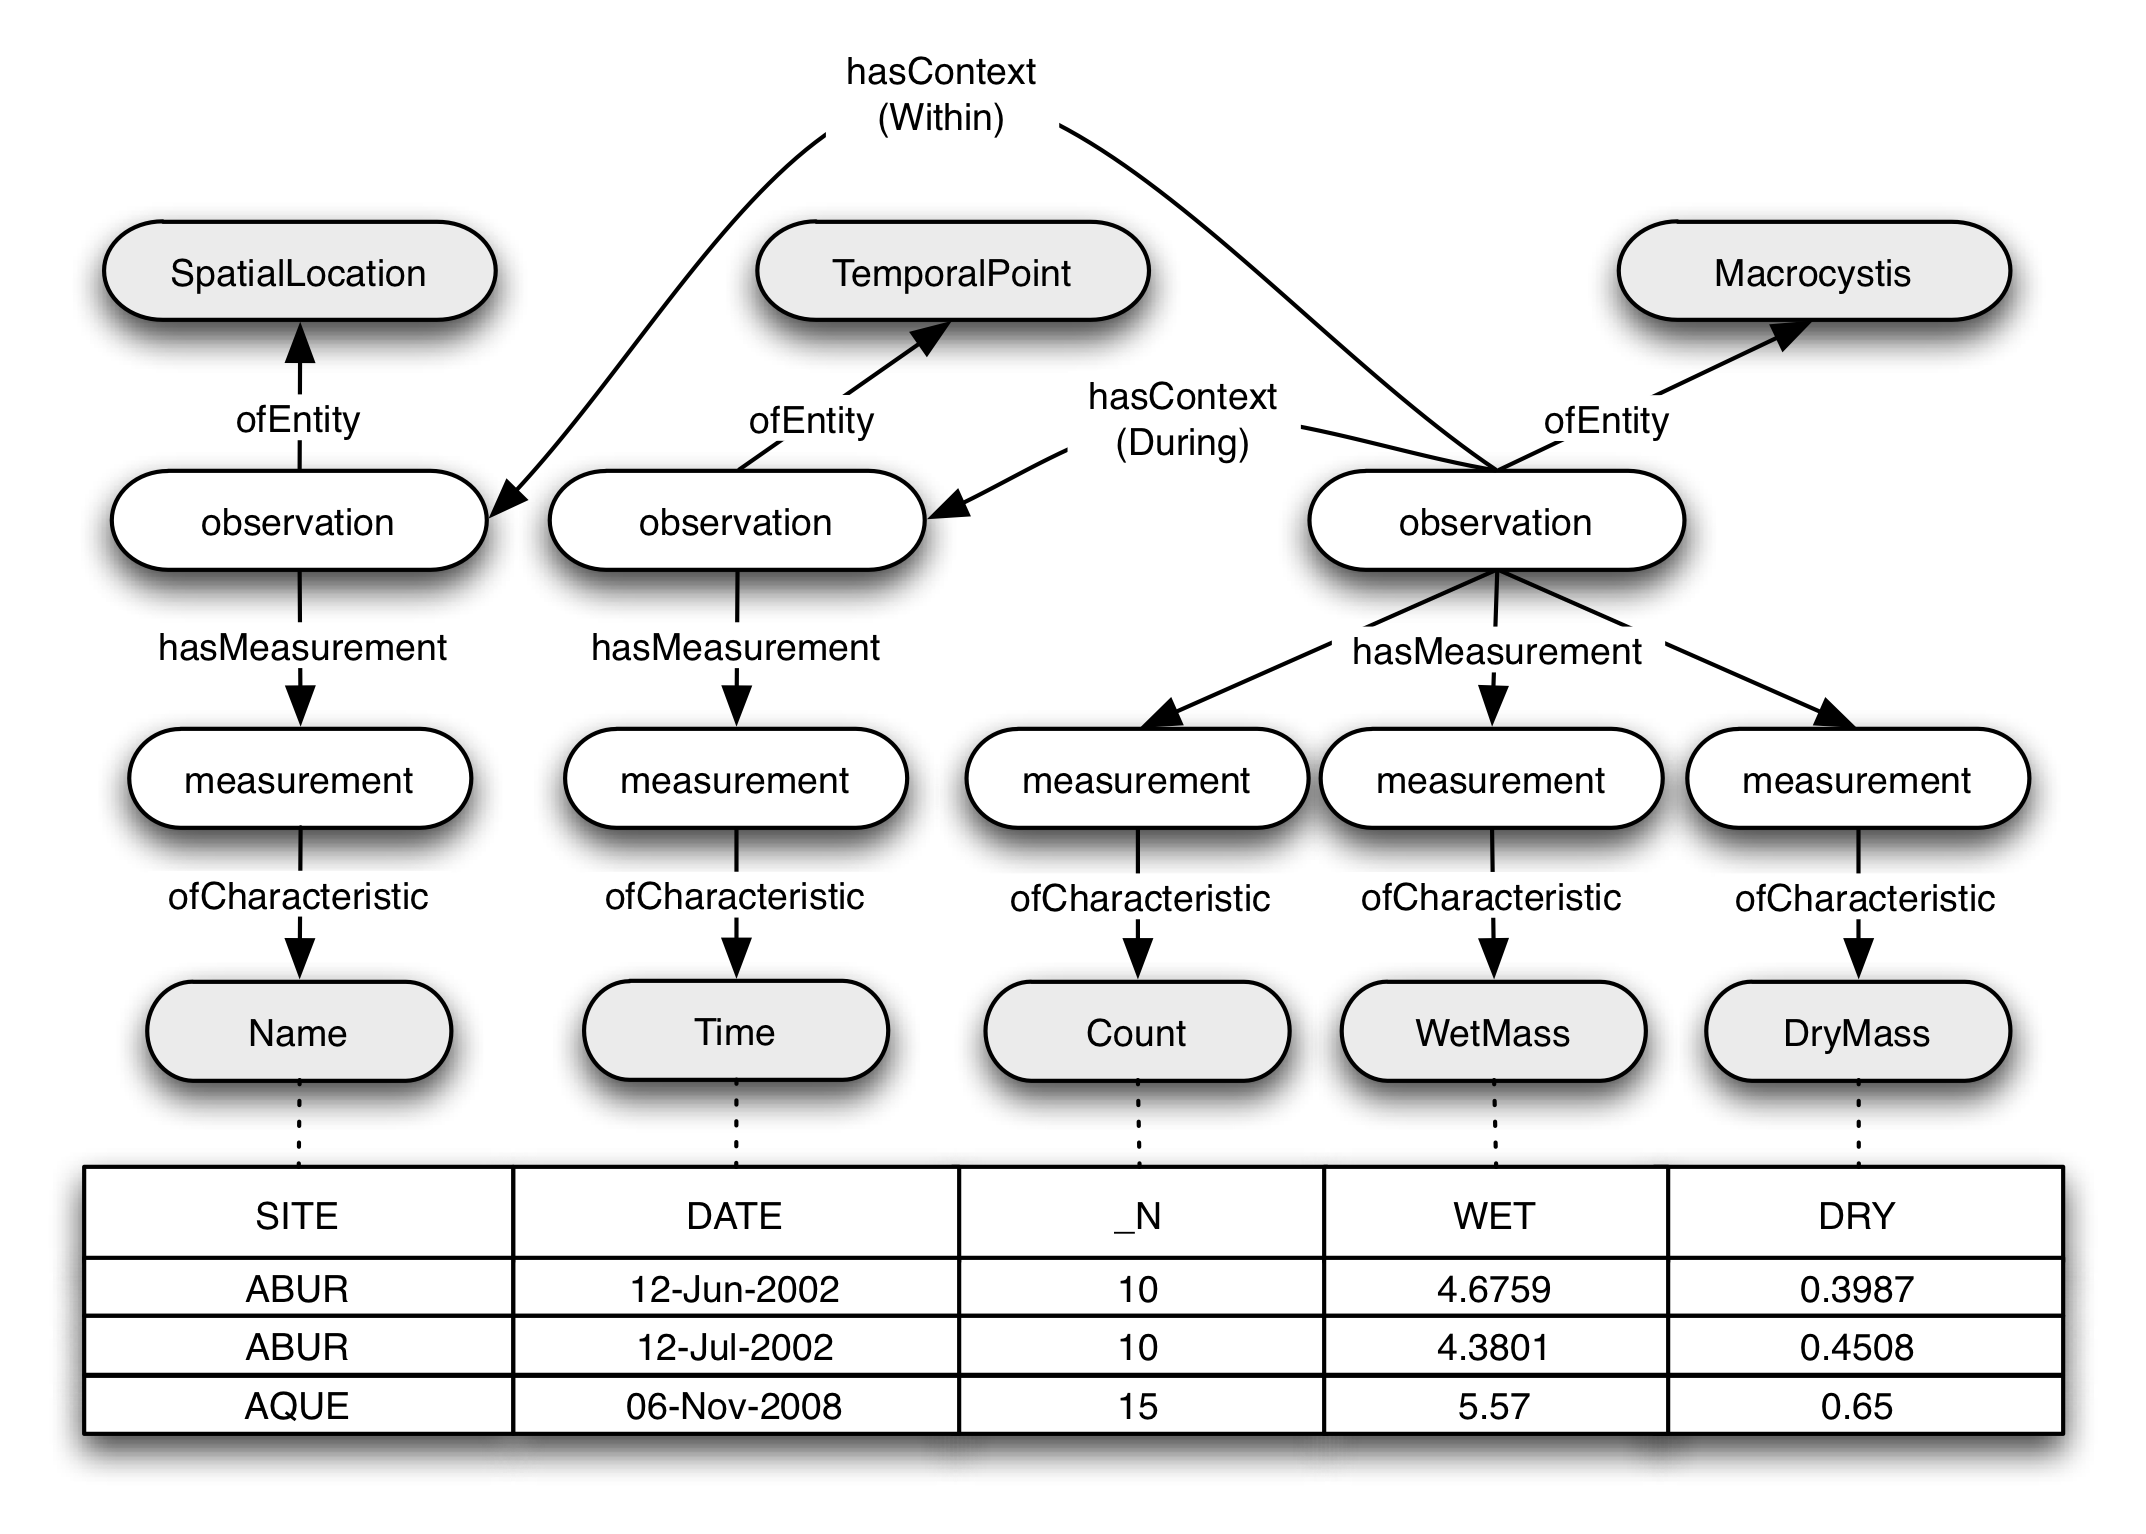 hasContext
(Within)
SpatialLocation
TemporalPoint
Macrocystis
hasContext
(During)
ofEntity
ofEntity
ofEntity
observation
observation
observation
hasMeasurement
hasMeasurement
hasMeasurement
measurement
measurement
measurement
measurement
measurement
ofCharacteristic
ofCharacteristic
ofCharacteristic
ofCharacteristic
ofCharacteristic
Name
Time
Count
WetMass
DryMass
SITE DATE _N WET DRY
ABUR 12-Jun-2002 10 4.6759 0.3987
ABUR 12-Jul-2002 10 4.3801 0.4508
AQUE 06-Nov-2008 15 5.57 0.65